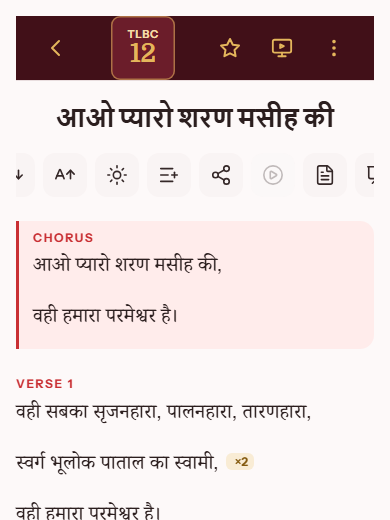 TLBC
12
आओ प्यारो शरण मसीह की
A↑
CHORUS
आओ प्यारो शरण मसीह की,
वही हमारा परमेश्वर है।
VERSE 1
वही सबका सृजनहारा, पालनहारा, तारणहारा,
स्वर्ग भूलोक पाताल का स्वामी, ×2
वही हमारा परमेश्वर है।